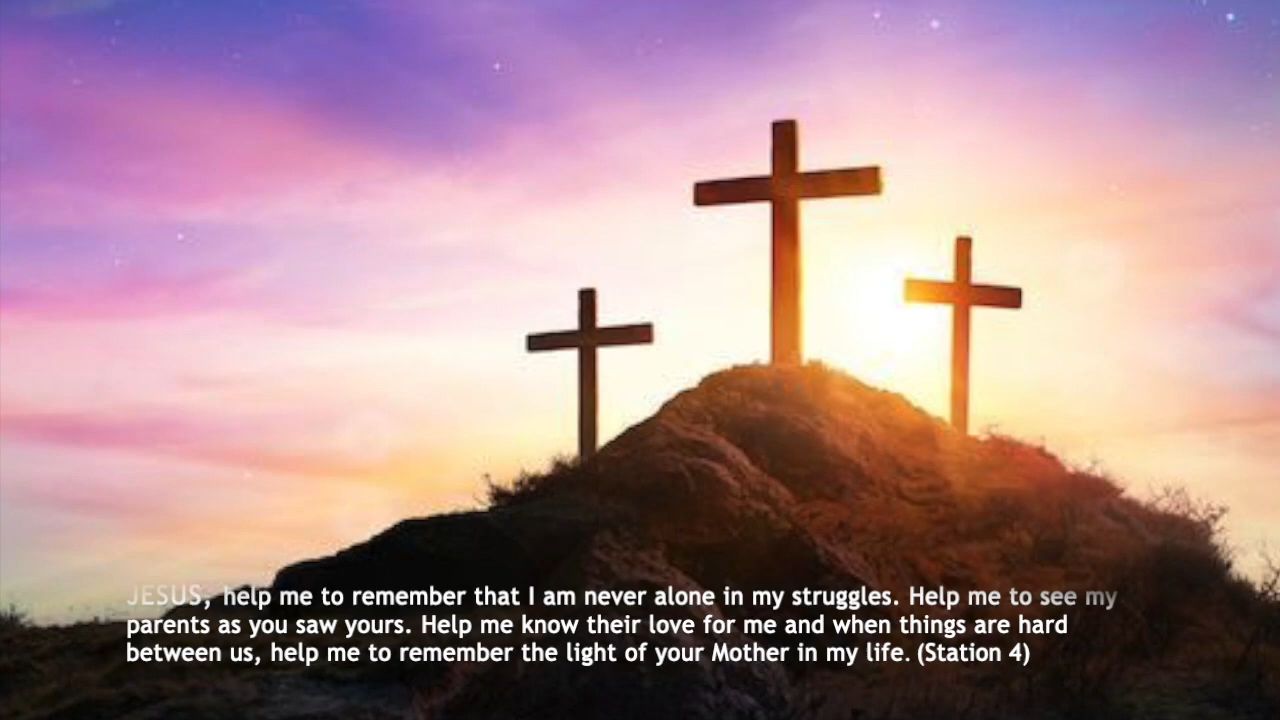 JESUS, help me to remember that I am never alone in my struggles. Help me to see my
parents as you saw yours. Help me know their love for me and when things are hard
between us, help me to remember the light of your Mother in my life. (Station 4)